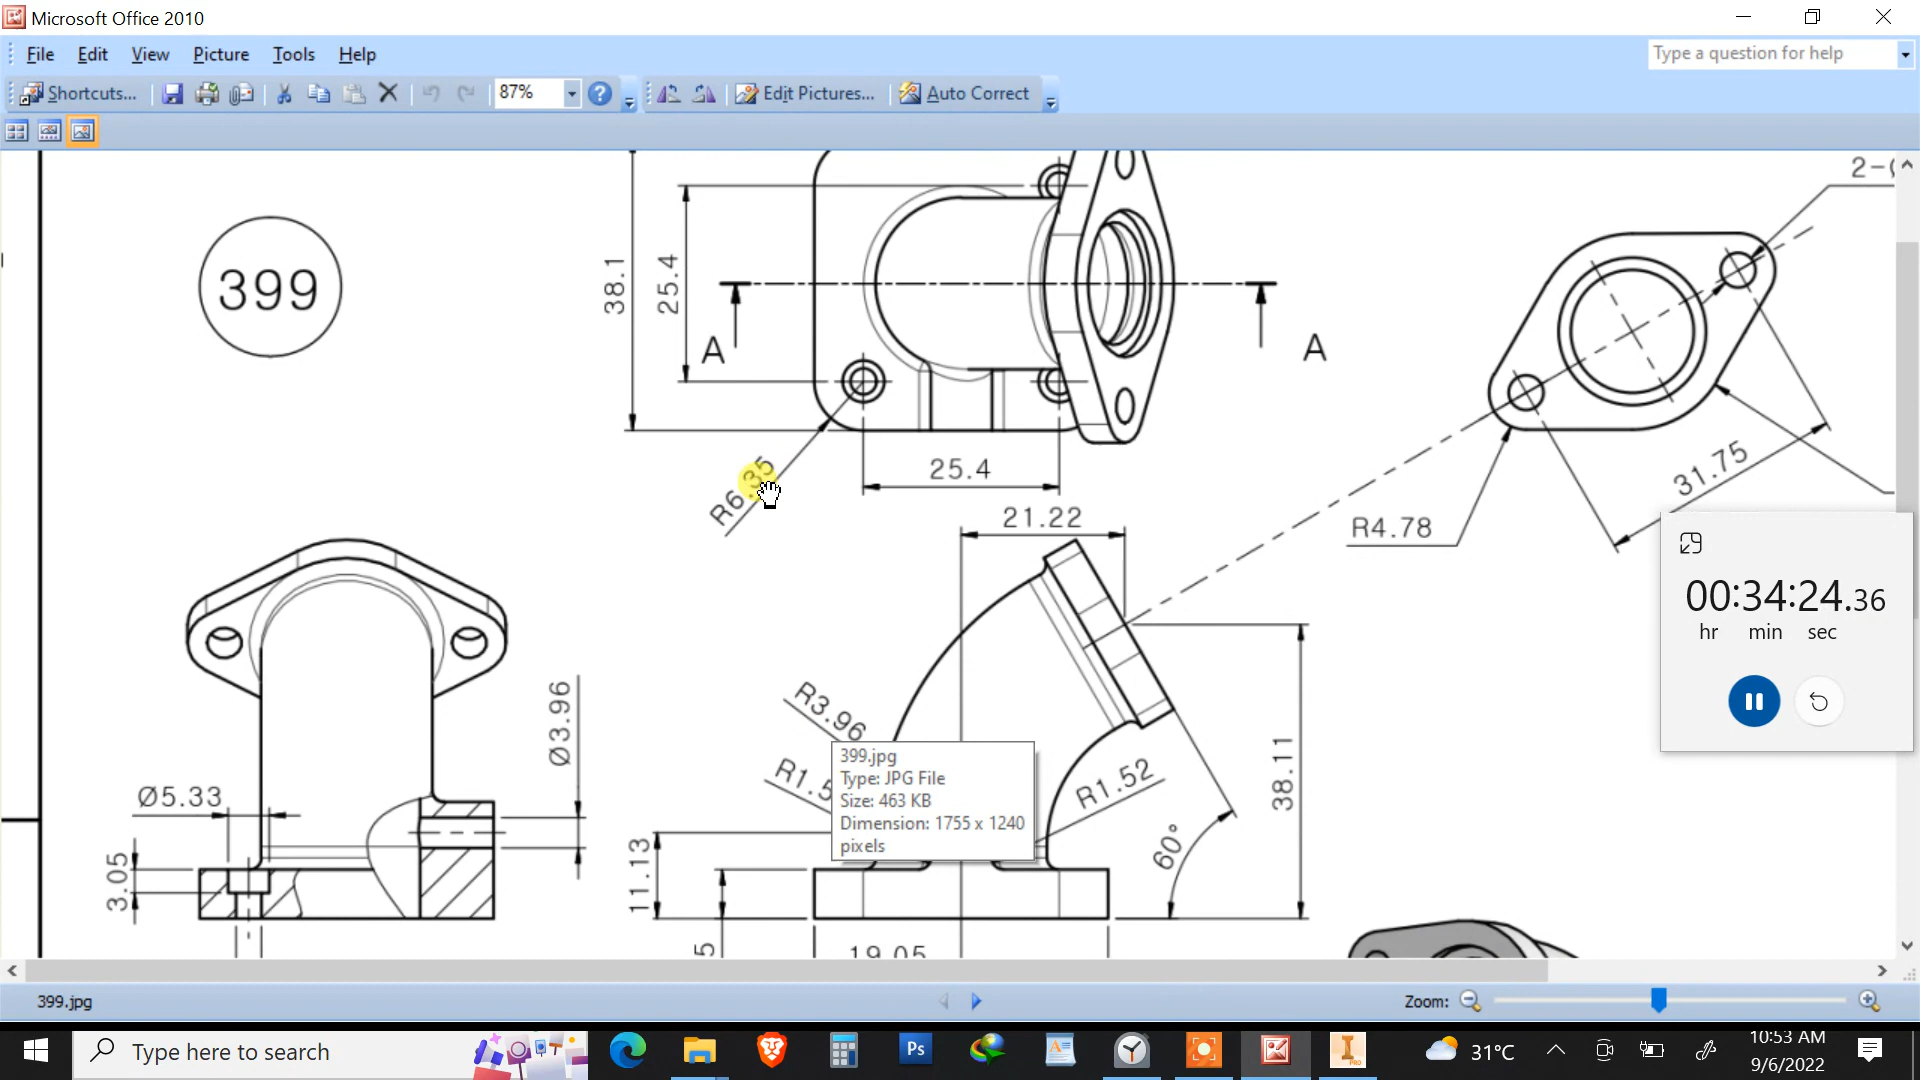 Microsoft Office 2010
File Edit View Picture Tools Help
Type a question for help
Shortcuts... 87% Edit Pictures... Auto Correct
2-
399
38.1
25.4
A
A
R6.35
25.4
31.75
R4.78
21.22
00:34:24.36
hr min sec
Ø3.96
R3.96
399.jpg
Type: JPG File
Size: 463 KB
Dimension: 1755 x 1240
pixels
R1.5
R1.52
38.11
Ø5.33
3.05
11.13
60°
5
19.05
399.jpg
Zoom:
Type here to search
Ps
PRO
31°C
10:53 AM
9/6/2022